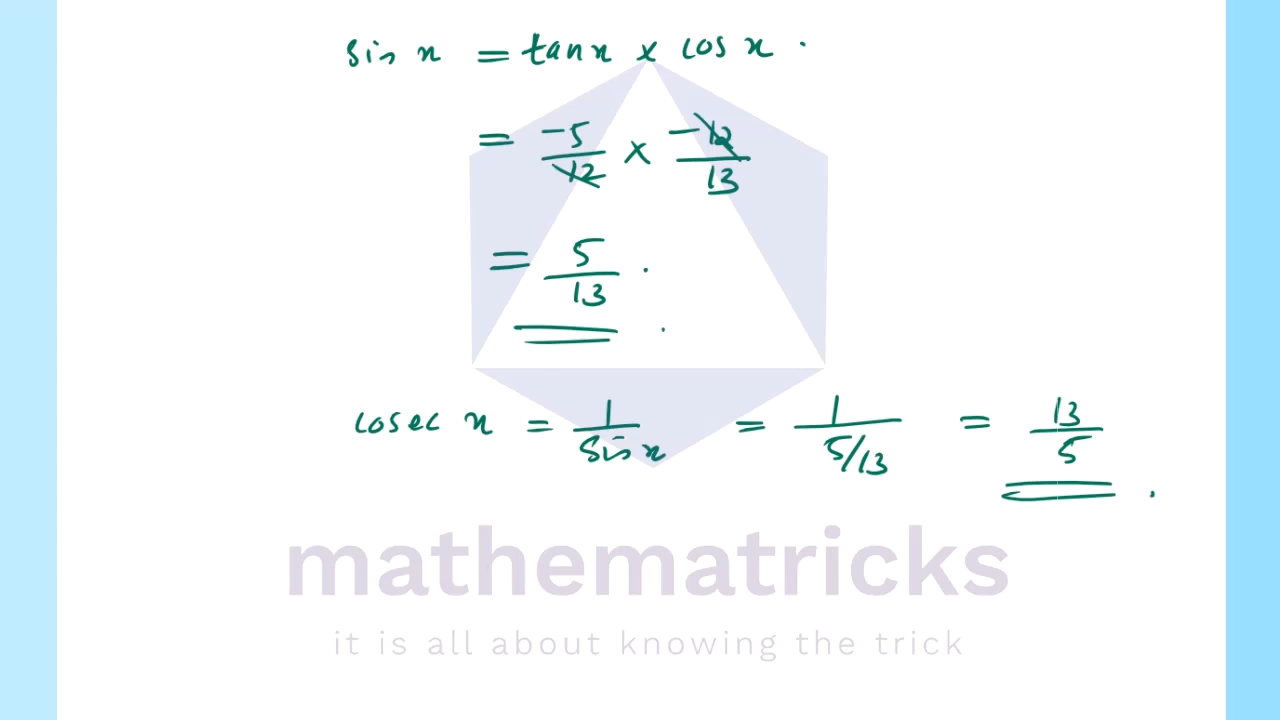 sin x = tan x × cos x .
= -5/12 × -12/13
= 5/13 .
cosec x = 1/sin x = 1/5/13 = 13/5 .
mathematricks
it is all about knowing the trick